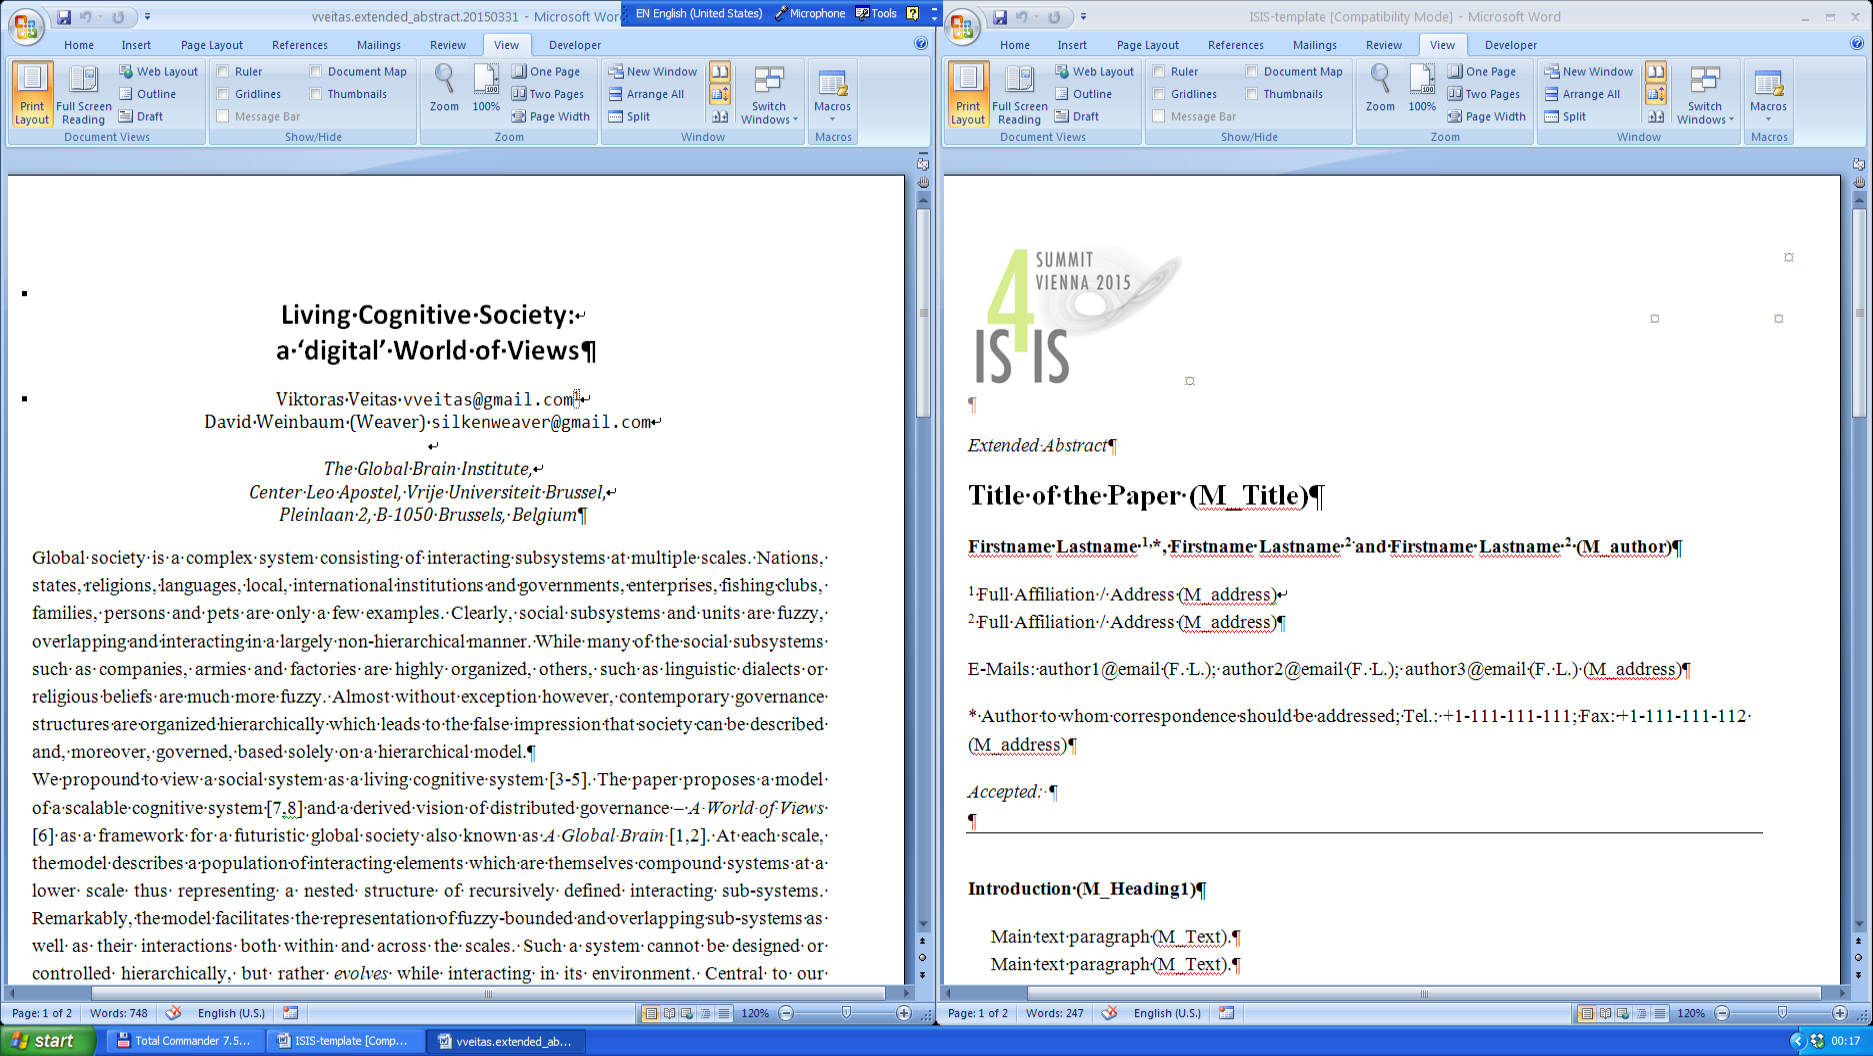 vveitas.extended_abstract.20150331 - Microsoft Wor
EN English (United States) Microphone Tools
Home Insert Page Layout References Mailings Review View Developer
Print Layout
Full Screen Reading
Web Layout
Outline
Draft
Document Views
Ruler
Gridlines
Message Bar
Document Map
Thumbnails
Show/Hide
Zoom
100%
One Page
Two Pages
Page Width
Zoom
New Window
Arrange All
Split
Switch Windows
Window
Macros
Macros
Living Cognitive Society:
a ‘digital’ World of Views¶
Viktoras Veitas vveitas@gmail.com1
David Weinbaum (Weaver) silkenweaver@gmail.com
The Global Brain Institute,
Center Leo Apostel, Vrije Universiteit Brussel,
Pleinlaan 2, B-1050 Brussels, Belgium¶
Global society is a complex system consisting of interacting subsystems at multiple scales. Nations,
states, religions, languages, local, international institutions and governments, enterprises, fishing clubs,
families, persons and pets are only a few examples. Clearly, social subsystems and units are fuzzy,
overlapping and interacting in a largely non-hierarchical manner. While many of the social subsystems
such as companies, armies and factories are highly organized, others, such as linguistic dialects or
religious beliefs are much more fuzzy. Almost without exception however, contemporary governance
structures are organized hierarchically which leads to the false impression that society can be described
and, moreover, governed, based solely on a hierarchical model.¶
We propound to view a social system as a living cognitive system [3-5]. The paper proposes a model
of a scalable cognitive system [7,8] and a derived vision of distributed governance – A World of Views
[6] as a framework for a futuristic global society also known as A Global Brain [1,2]. At each scale,
the model describes a population of interacting elements which are themselves compound systems at a
lower scale thus representing a nested structure of recursively defined interacting sub-systems.
Remarkably, the model facilitates the representation of fuzzy-bounded and overlapping sub-systems as
well as their interactions both within and across the scales. Such a system cannot be designed or
controlled hierarchically, but rather evolves while interacting in its environment. Central to our
Page: 1 of 2 Words: 748 English (U.S.) 120%
ISIS-template [Compatibility Mode] - Microsoft Word
Home Insert Page Layout References Mailings Review View Developer
Print Layout
Full Screen Reading
Web Layout
Outline
Draft
Document Views
Ruler
Gridlines
Message Bar
Document Map
Thumbnails
Show/Hide
Zoom
100%
One Page
Two Pages
Page Width
Zoom
New Window
Arrange All
Split
Switch Windows
Window
Macros
Macros
4 SUMMIT
VIENNA 2015
IS IS
¶
Extended Abstract¶
Title of the Paper (M_Title)¶
Firstname Lastname 1,*, Firstname Lastname 2 and Firstname Lastname 2 (M_author)¶
1 Full Affiliation / Address (M_address)
2 Full Affiliation / Address (M_address)¶
E-Mails: author1@email (F. L.); author2@email (F. L.); author3@email (F. L.) (M_address)¶
* Author to whom correspondence should be addressed; Tel.: +1-111-111-111; Fax: +1-111-111-112
(M_address)¶
Accepted: ¶
¶
Introduction (M_Heading1)¶
Main text paragraph (M_Text).¶
Main text paragraph (M_Text).¶
Page: 1 of 2 Words: 247 English (U.S.) 120%
start Total Commander 7.5... ISIS-template [Comp... vveitas.extended_ab... 00:17